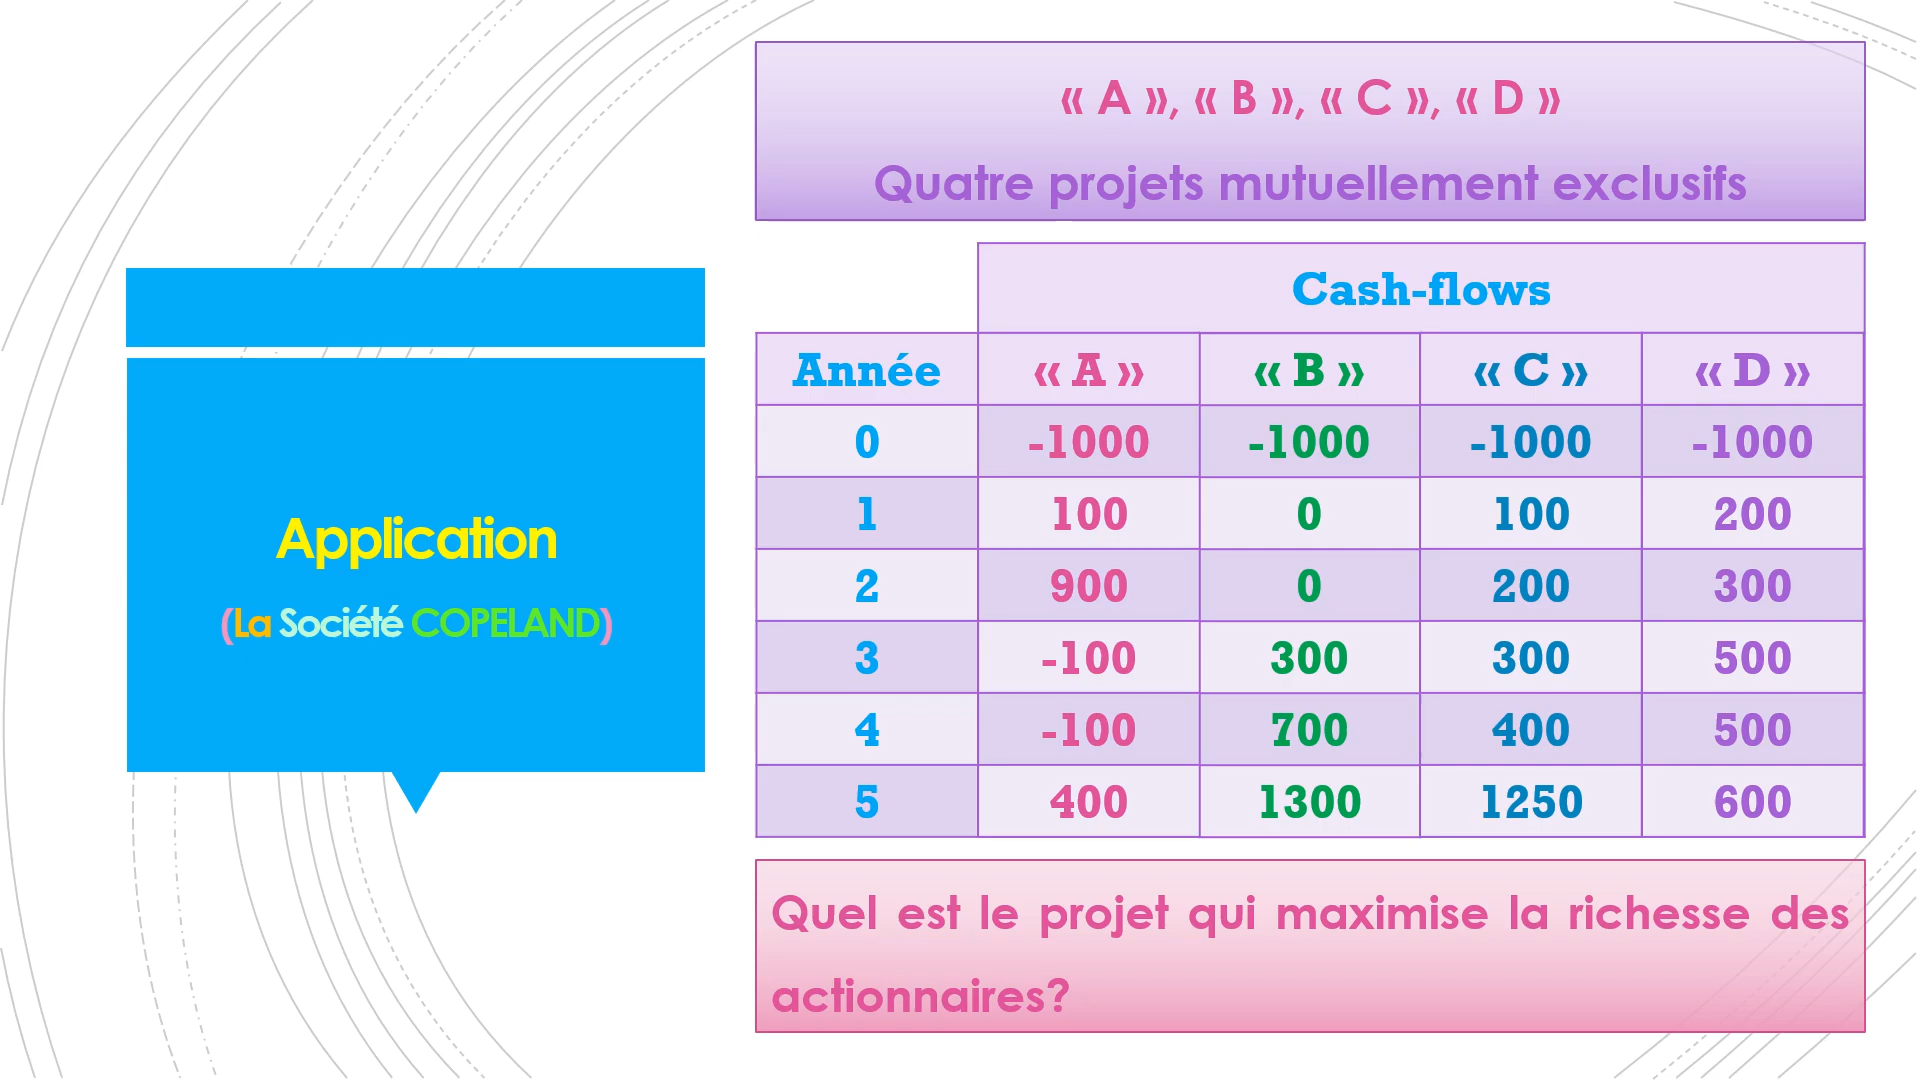 « A », « B », « C », « D »
Quatre projets mutuellement exclusifs
Application
(La Société COPELAND)
Cash-flows
Année « A » « B » « C » « D »
0 -1000 -1000 -1000 -1000
1 100 0 100 200
2 900 0 200 300
3 -100 300 300 500
4 -100 700 400 500
5 400 1300 1250 600
Quel est le projet qui maximise la richesse des
actionnaires?